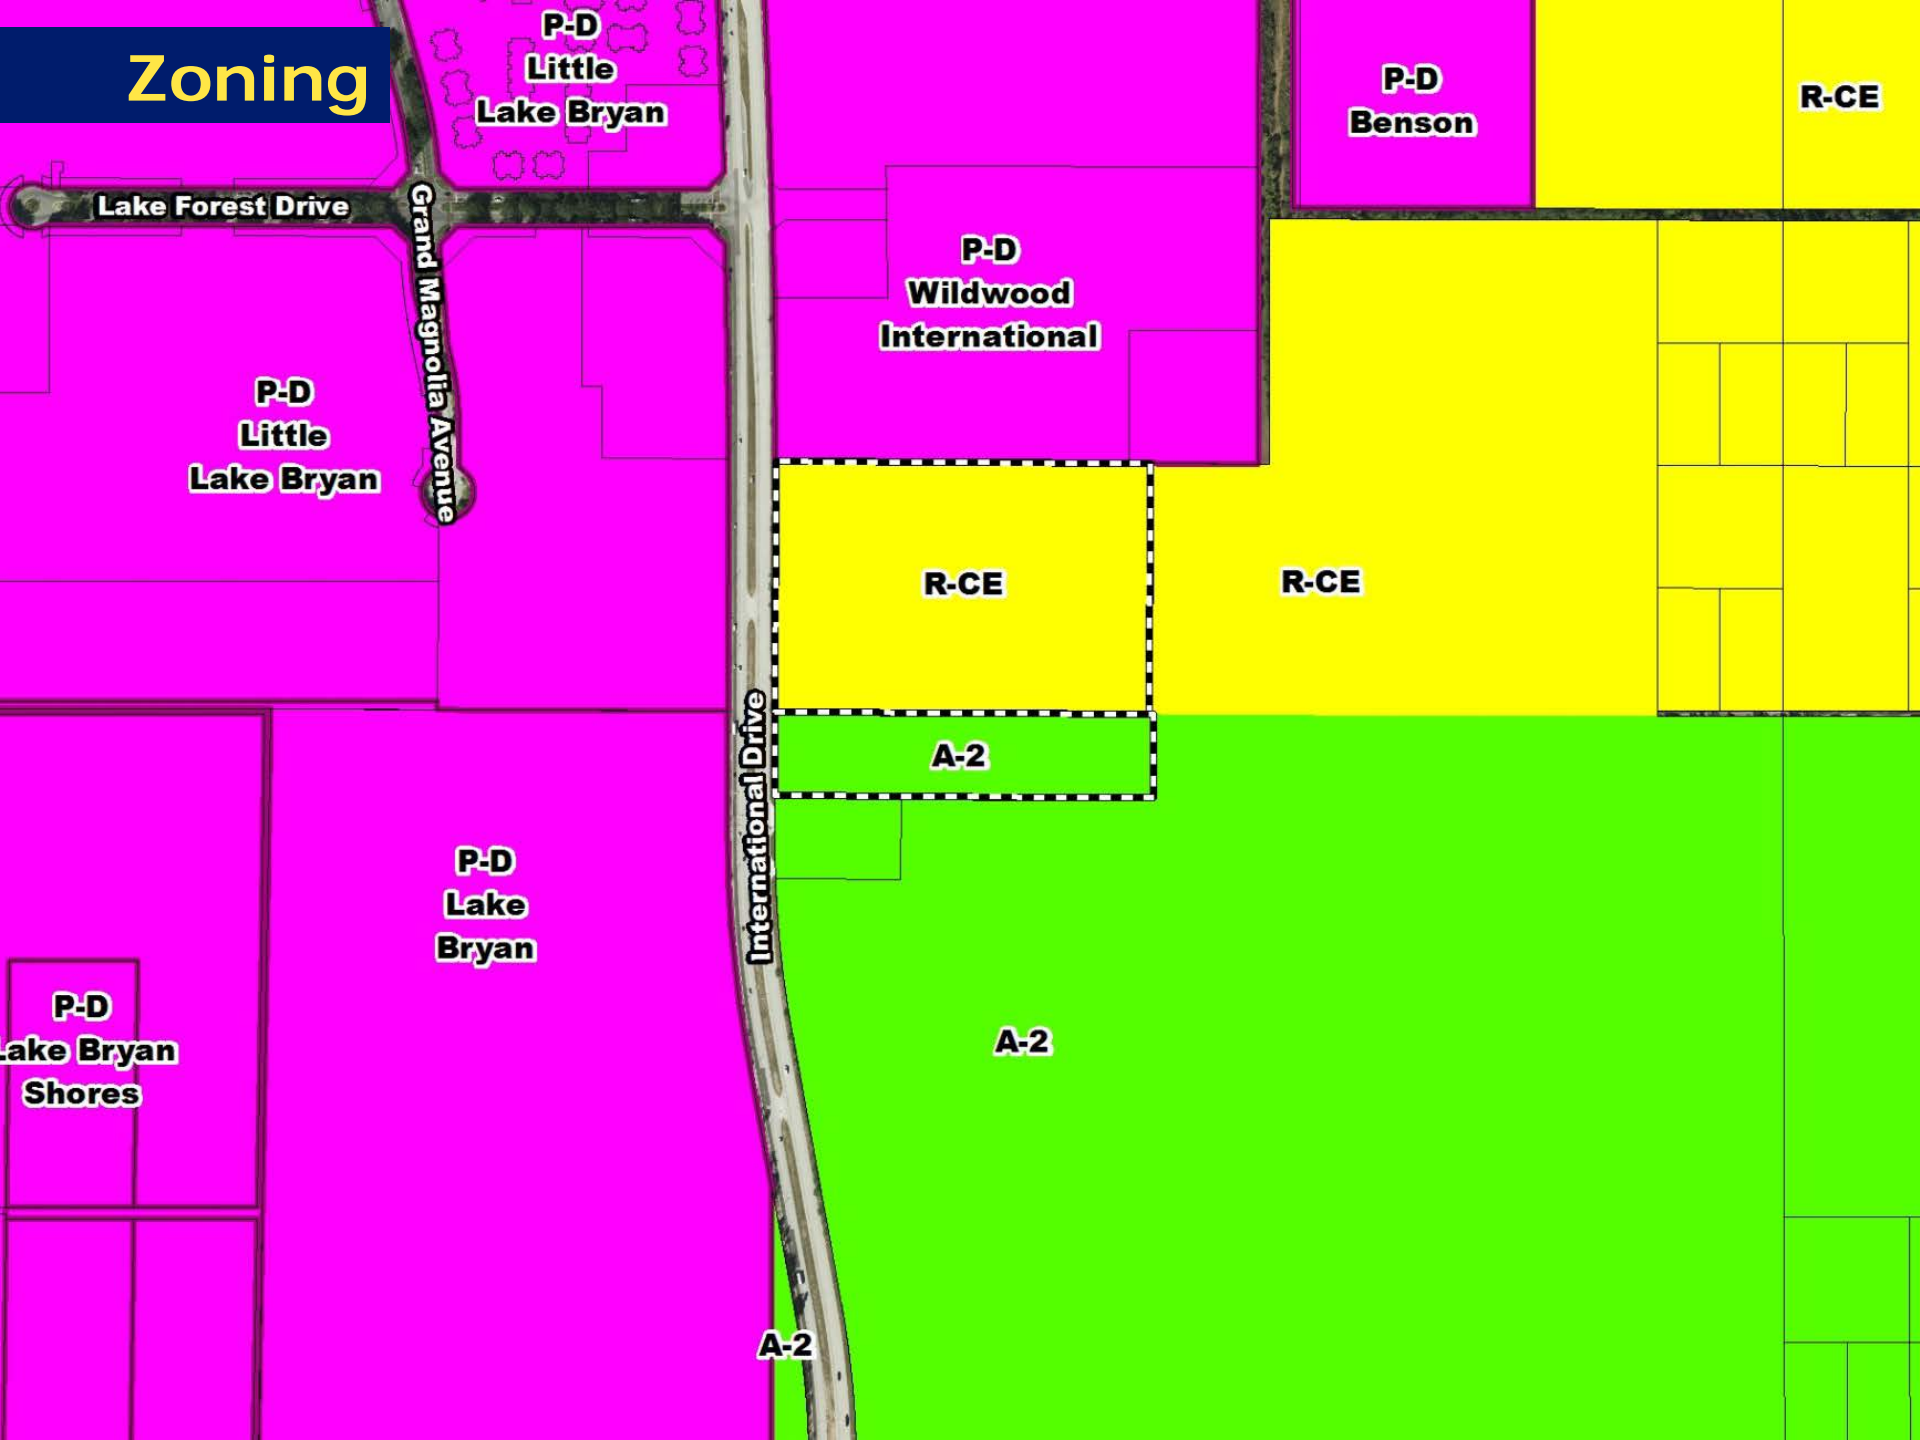 Zoning
P-D
Little
Lake Bryan
P-D
Benson
R-CE
Lake Forest Drive
Grand Magnolia Avenue
P-D
Wildwood
International
P-D
Little
Lake Bryan
R-CE
R-CE
International Drive
A-2
P-D
Lake
Bryan
P-D
Lake Bryan
Shores
A-2
A-2